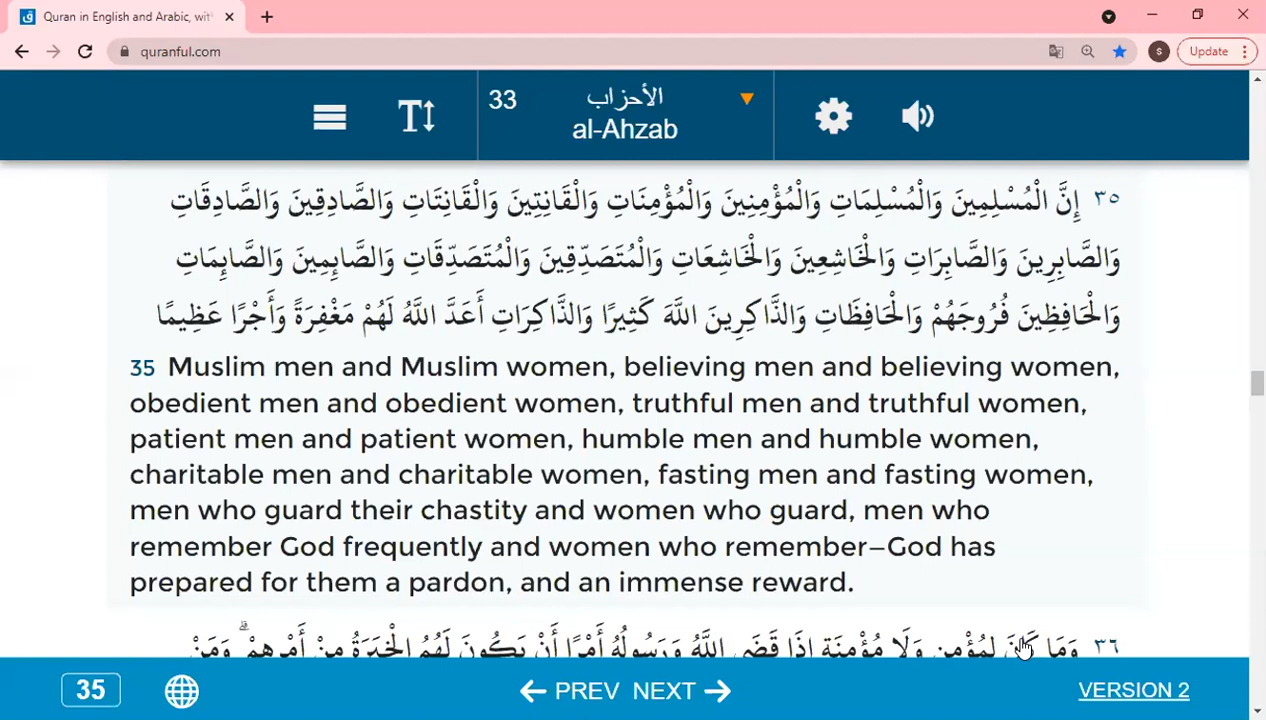 Quran in English and Arabic, wit
quranful.com
S
Update
33
الأحزاب
al-Ahzab
٣٥ إِنَّ الْمُسْلِمِينَ وَالْمُسْلِمَاتِ وَالْمُؤْمِنِينَ وَالْمُؤْمِنَاتِ وَالْقَانِتِينَ وَالْقَانِتَاتِ وَالصَّادِقِينَ وَالصَّادِقَاتِ
وَالصَّابِرِينَ وَالصَّابِرَاتِ وَالْخَاشِعِينَ وَالْخَاشِعَاتِ وَالْمُتَصَدِّقِينَ وَالْمُتَصَدِّقَاتِ وَالصَّائِمِينَ وَالصَّائِمَاتِ
وَالْحَافِظِينَ فُرُوجَهُمْ وَالْحَافِظَاتِ وَالذَّاكِرِينَ اللَّهَ كَثِيرًا وَالذَّاكِرَاتِ أَعَدَّ اللَّهُ لَهُمْ مَغْفِرَةً وَأَجْرًا عَظِيمًا
35 Muslim men and Muslim women, believing men and believing women,
obedient men and obedient women, truthful men and truthful women,
patient men and patient women, humble men and humble women,
charitable men and charitable women, fasting men and fasting women,
men who guard their chastity and women who guard, men who
remember God frequently and women who remember—God has
prepared for them a pardon, and an immense reward.
٣٦ وَمَا كَانَ لِمُؤْمِنٍ وَلَا مُؤْمِنَةٍ إِذَا قَضَى اللَّهُ وَرَسُولُهُ أَمْرًا أَنْ يَكُونَ لَهُمُ الْخِيَرَةُ مِنْ أَمْرِهِمْ ۗ وَمَنْ
35
PREV NEXT
VERSION 2